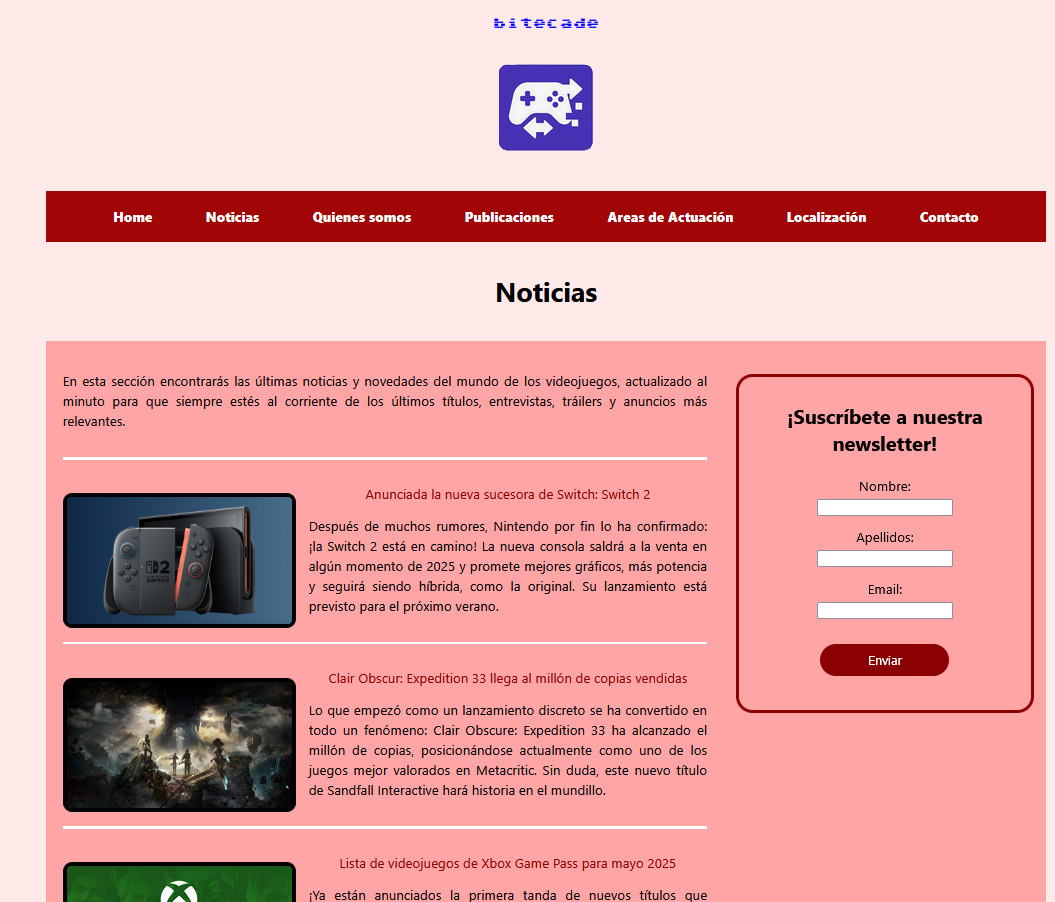 bitecade
Home Noticias Quienes somos Publicaciones Areas de Actuación Localización Contacto
Noticias
En esta sección encontrarás las últimas noticias y novedades del mundo de los videojuegos, actualizado al
minuto para que siempre estés al corriente de los últimos títulos, entrevistas, tráilers y anuncios más
relevantes.
Anunciada la nueva sucesora de Switch: Switch 2
Después de muchos rumores, Nintendo por fin lo ha confirmado:
¡la Switch 2 está en camino! La nueva consola saldrá a la venta en
algún momento de 2025 y promete mejores gráficos, más potencia
y seguirá siendo híbrida, como la original. Su lanzamiento está
previsto para el próximo verano.
2
NINTENDO
SWITCH
Clair Obscur: Expedition 33 llega al millón de copias vendidas
Lo que empezó como un lanzamiento discreto se ha convertido en
todo un fenómeno: Clair Obscure: Expedition 33 ha alcanzado el
millón de copias, posicionándose actualmente como uno de los
juegos mejor valorados en Metacritic. Sin duda, este nuevo título
de Sandfall Interactive hará historia en el mundillo.
Lista de videojuegos de Xbox Game Pass para mayo 2025
¡Ya están anunciados la primera tanda de nuevos títulos que
¡Suscríbete a nuestra
newsletter!
Nombre:
Apellidos:
Email:
Enviar